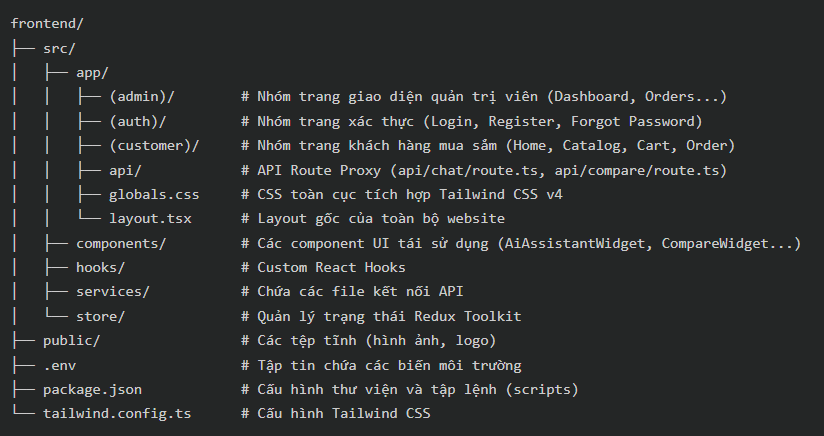 frontend/
├── src/
│   ├── app/
│   │   ├── (admin)/        # Nhóm trang giao diện quản trị viên (Dashboard, Orders...)
│   │   ├── (auth)/         # Nhóm trang xác thực (Login, Register, Forgot Password)
│   │   ├── (customer)/     # Nhóm trang khách hàng mua sắm (Home, Catalog, Cart, Order)
│   │   ├── api/            # API Route Proxy (api/chat/route.ts, api/compare/route.ts)
│   │   ├── globals.css     # CSS toàn cục tích hợp Tailwind CSS v4
│   │   └── layout.tsx      # Layout gốc của toàn bộ website
│   ├── components/         # Các component UI tái sử dụng (AiAssistantWidget, CompareWidget...)
│   ├── hooks/              # Custom React Hooks
│   ├── services/           # Chứa các file kết nối API
│   └── store/              # Quản lý trạng thái Redux Toolkit
├── public/                 # Các tệp tĩnh (hình ảnh, logo)
├── .env                    # Tập tin chứa các biến môi trường
├── package.json            # Cấu hình thư viện và tập lệnh (scripts)
└── tailwind.config.ts      # Cấu hình Tailwind CSS